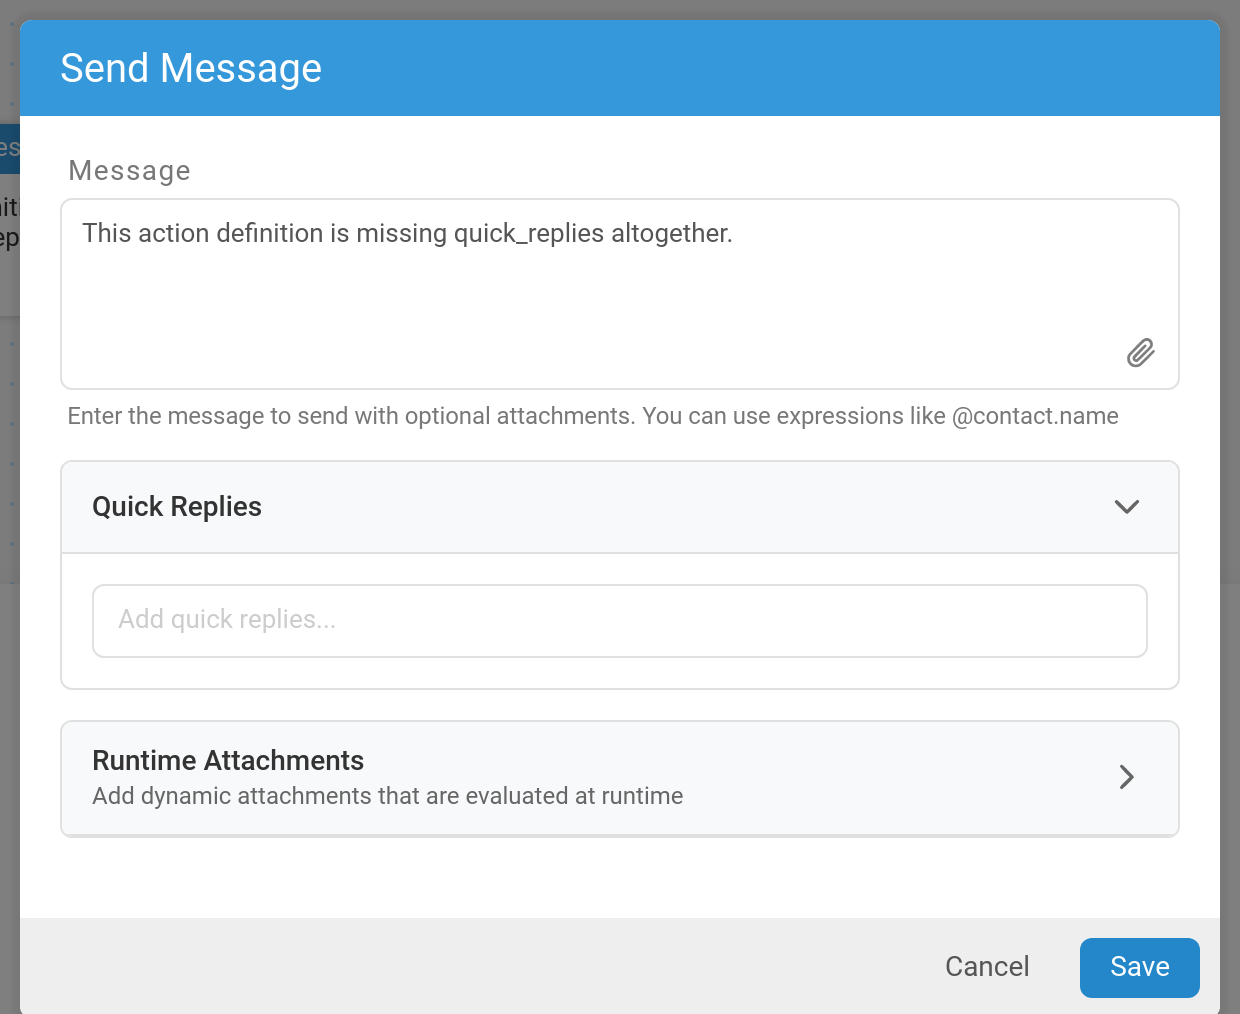 Send Message
Message
This action definition is missing quick_replies altogether.
Enter the message to send with optional attachments. You can use expressions like @contact.name
Quick Replies
Add quick replies...
Runtime Attachments
Add dynamic attachments that are evaluated at runtime
Cancel
Save